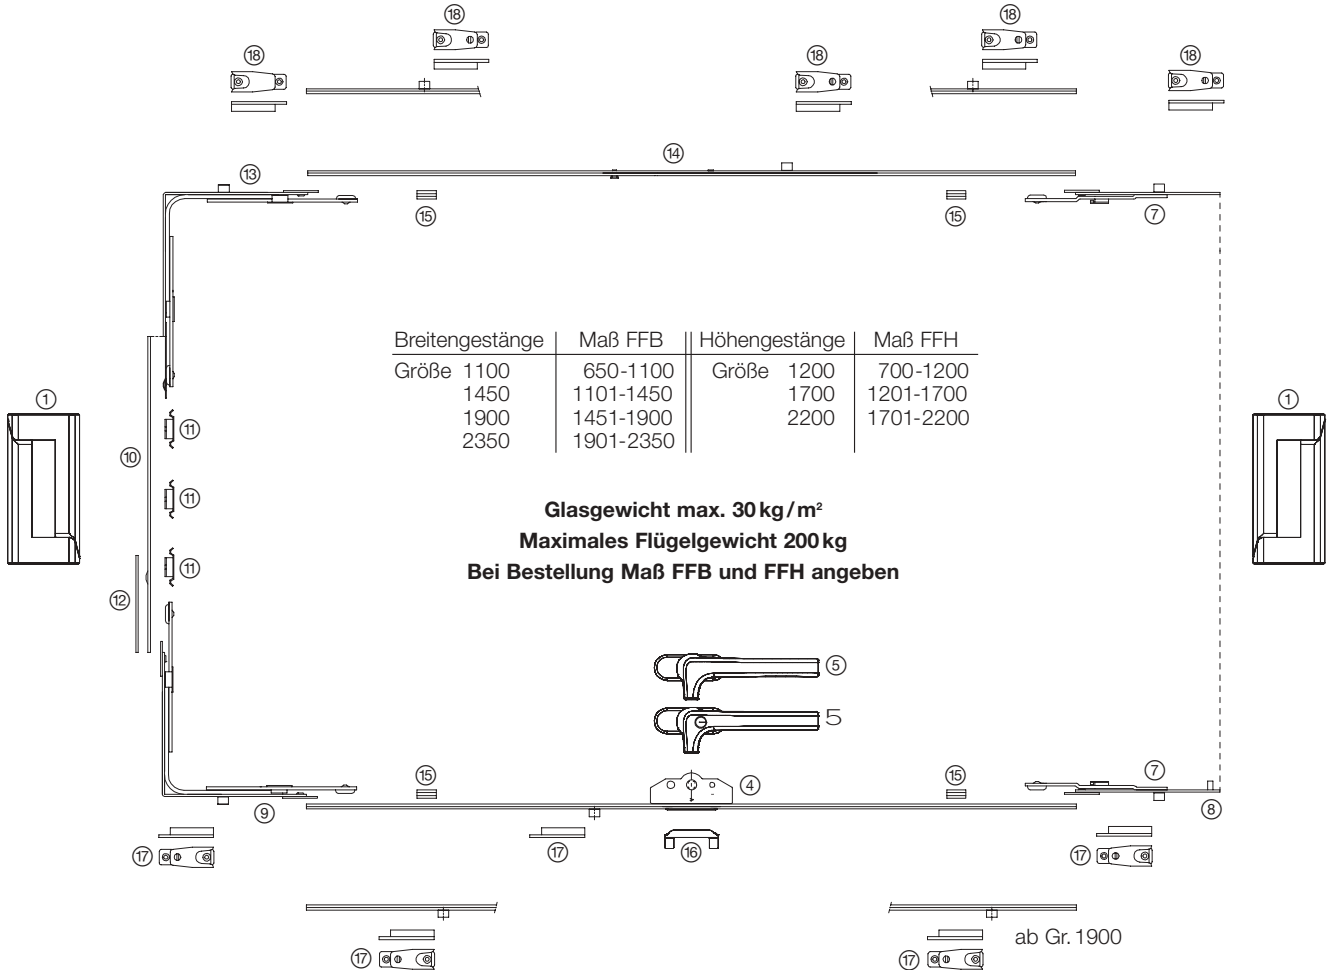 ⑱ ⑱
⑱ ⑱ ⑱
⑭
⑬
⑮ ⑮ ⑦
Breitengestänge Maß FFB Höhengestänge Maß FFH
Größe 1100 650-1100 Größe 1200 700-1200
1450 1101-1450 1700 1201-1700
1900 1451-1900 2200 1701-2200
2350 1901-2350
① ①
⑪
⑩
⑪
Glasgewicht max. 30 kg/m²
Maximales Flügelgewicht 200 kg
⑪
Bei Bestellung Maß FFB und FFH angeben
⑫
⑤
5
⑮ ④ ⑮ ⑦
⑨ ⑧
⑰ ⑰ ⑯ ⑰
ab Gr. 1900
⑰ ⑰